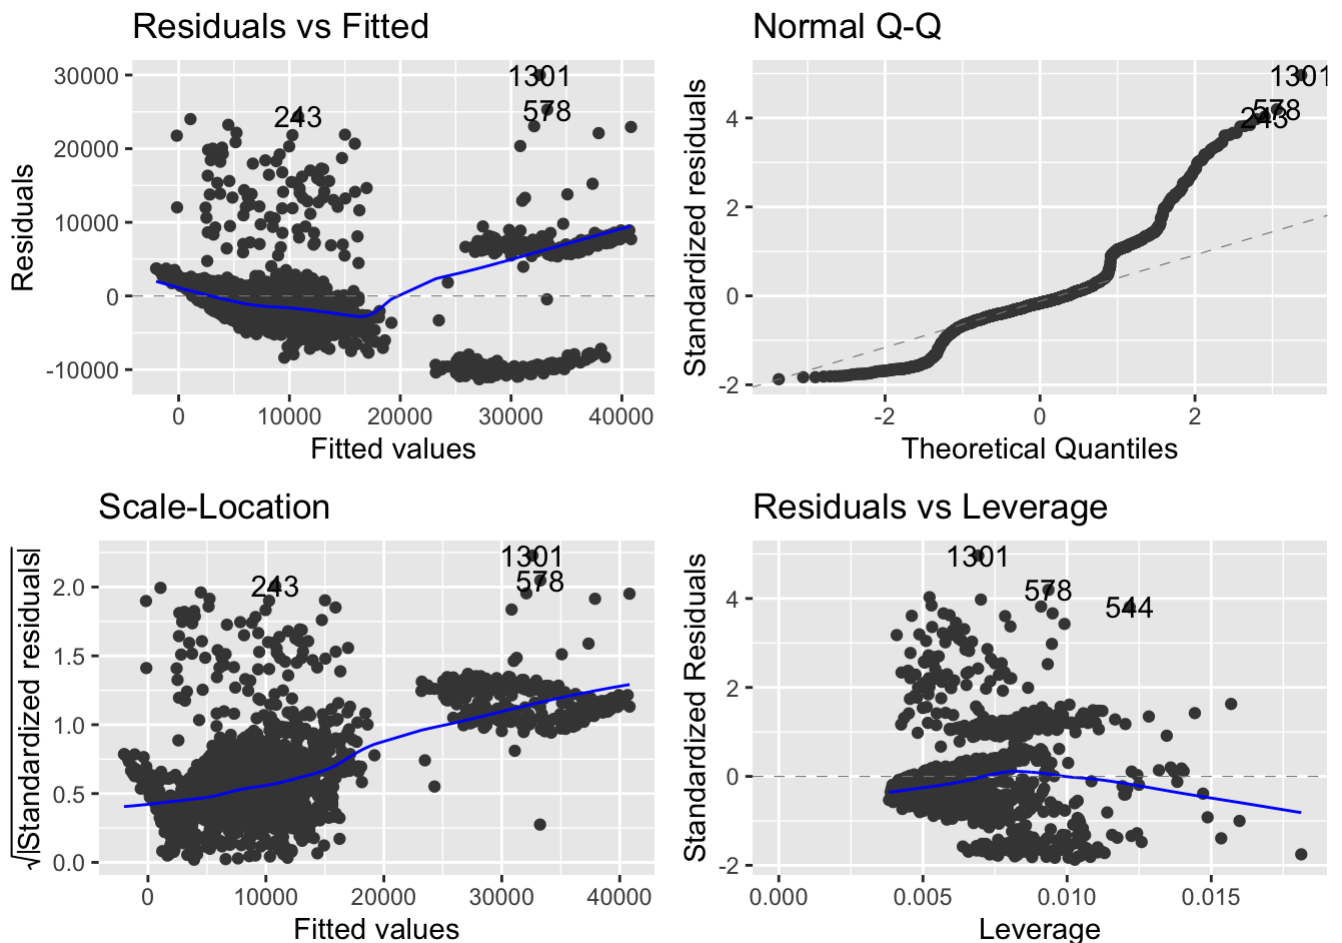 Residuals vs Fitted
Residuals
30000
20000
10000
0
-10000
1301
578
243
0 10000 20000 30000 40000
Fitted values
Normal Q-Q
Standardized residuals
4
2
0
-2
1301
578
243
-2 0 2
Theoretical Quantiles
Scale-Location
√|Standardized residuals|
2.0
1.5
1.0
0.5
0.0
1301
578
243
0 10000 20000 30000 40000
Fitted values
Residuals vs Leverage
Standardized Residuals
4
2
0
-2
1301
578
544
0.000 0.005 0.010 0.015
Leverage